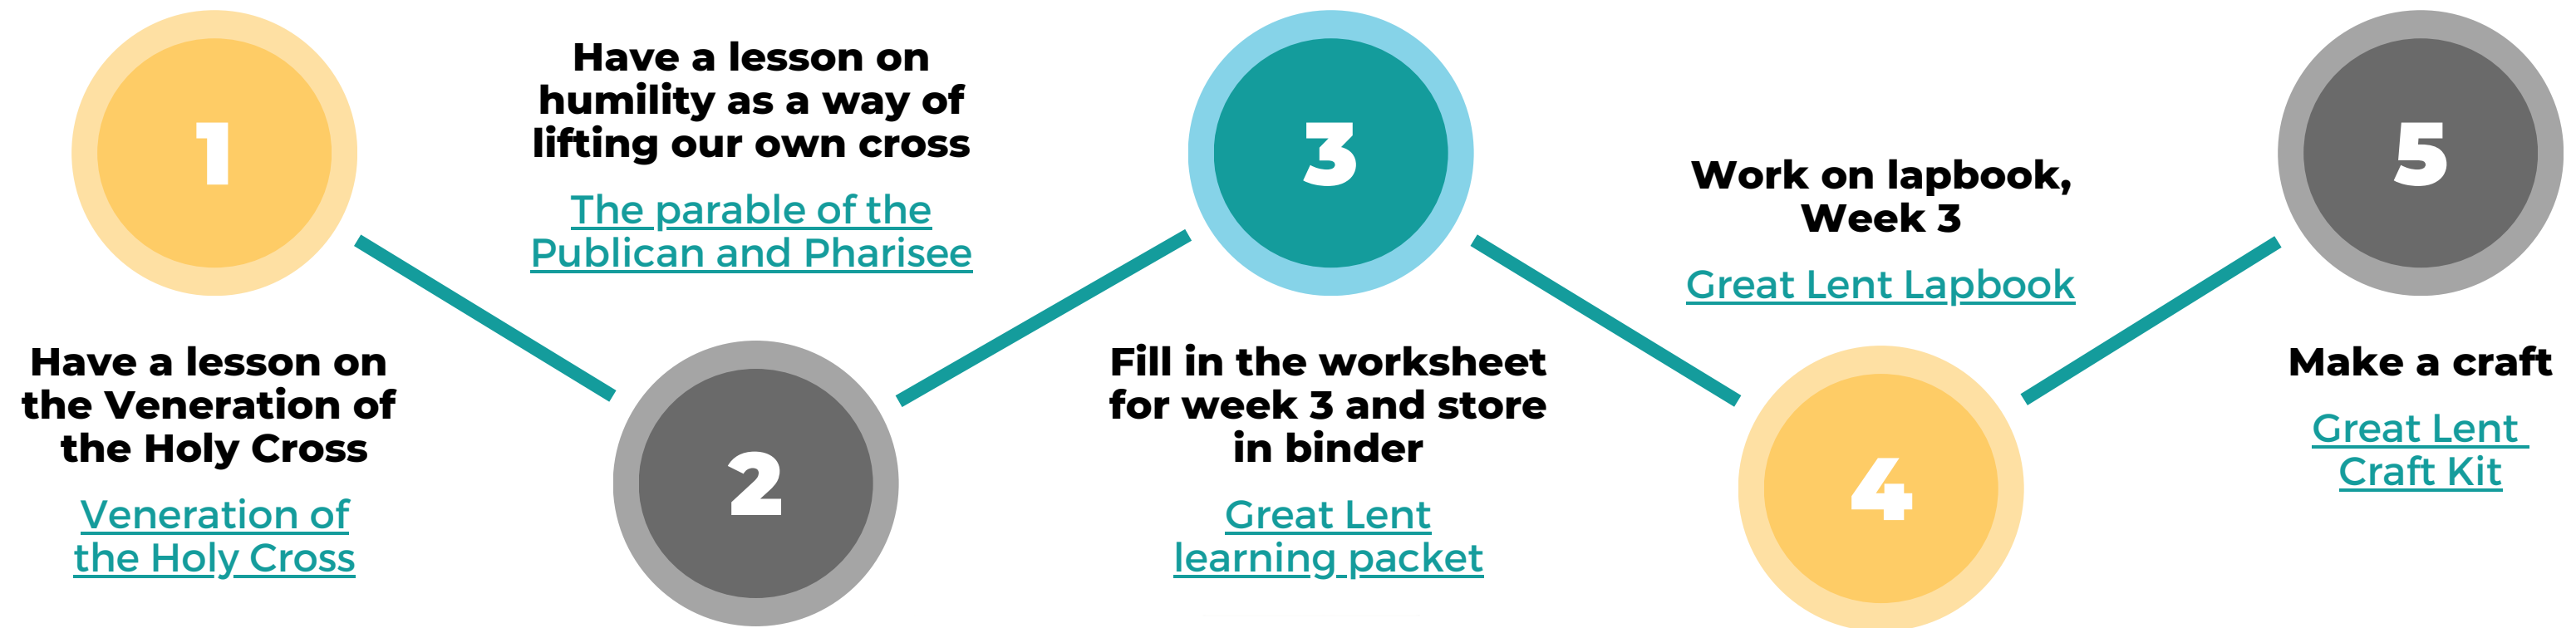 1
Have a lesson on
the Veneration of
the Holy Cross
Veneration of
the Holy Cross
Have a lesson on
humility as a way of
lifting our own cross
The parable of the
Publican and Pharisee
2
3
Fill in the worksheet
for week 3 and store
in binder
Great Lent
learning packet
Work on lapbook,
Week 3
Great Lent Lapbook
4
5
Make a craft
Great Lent
Craft Kit